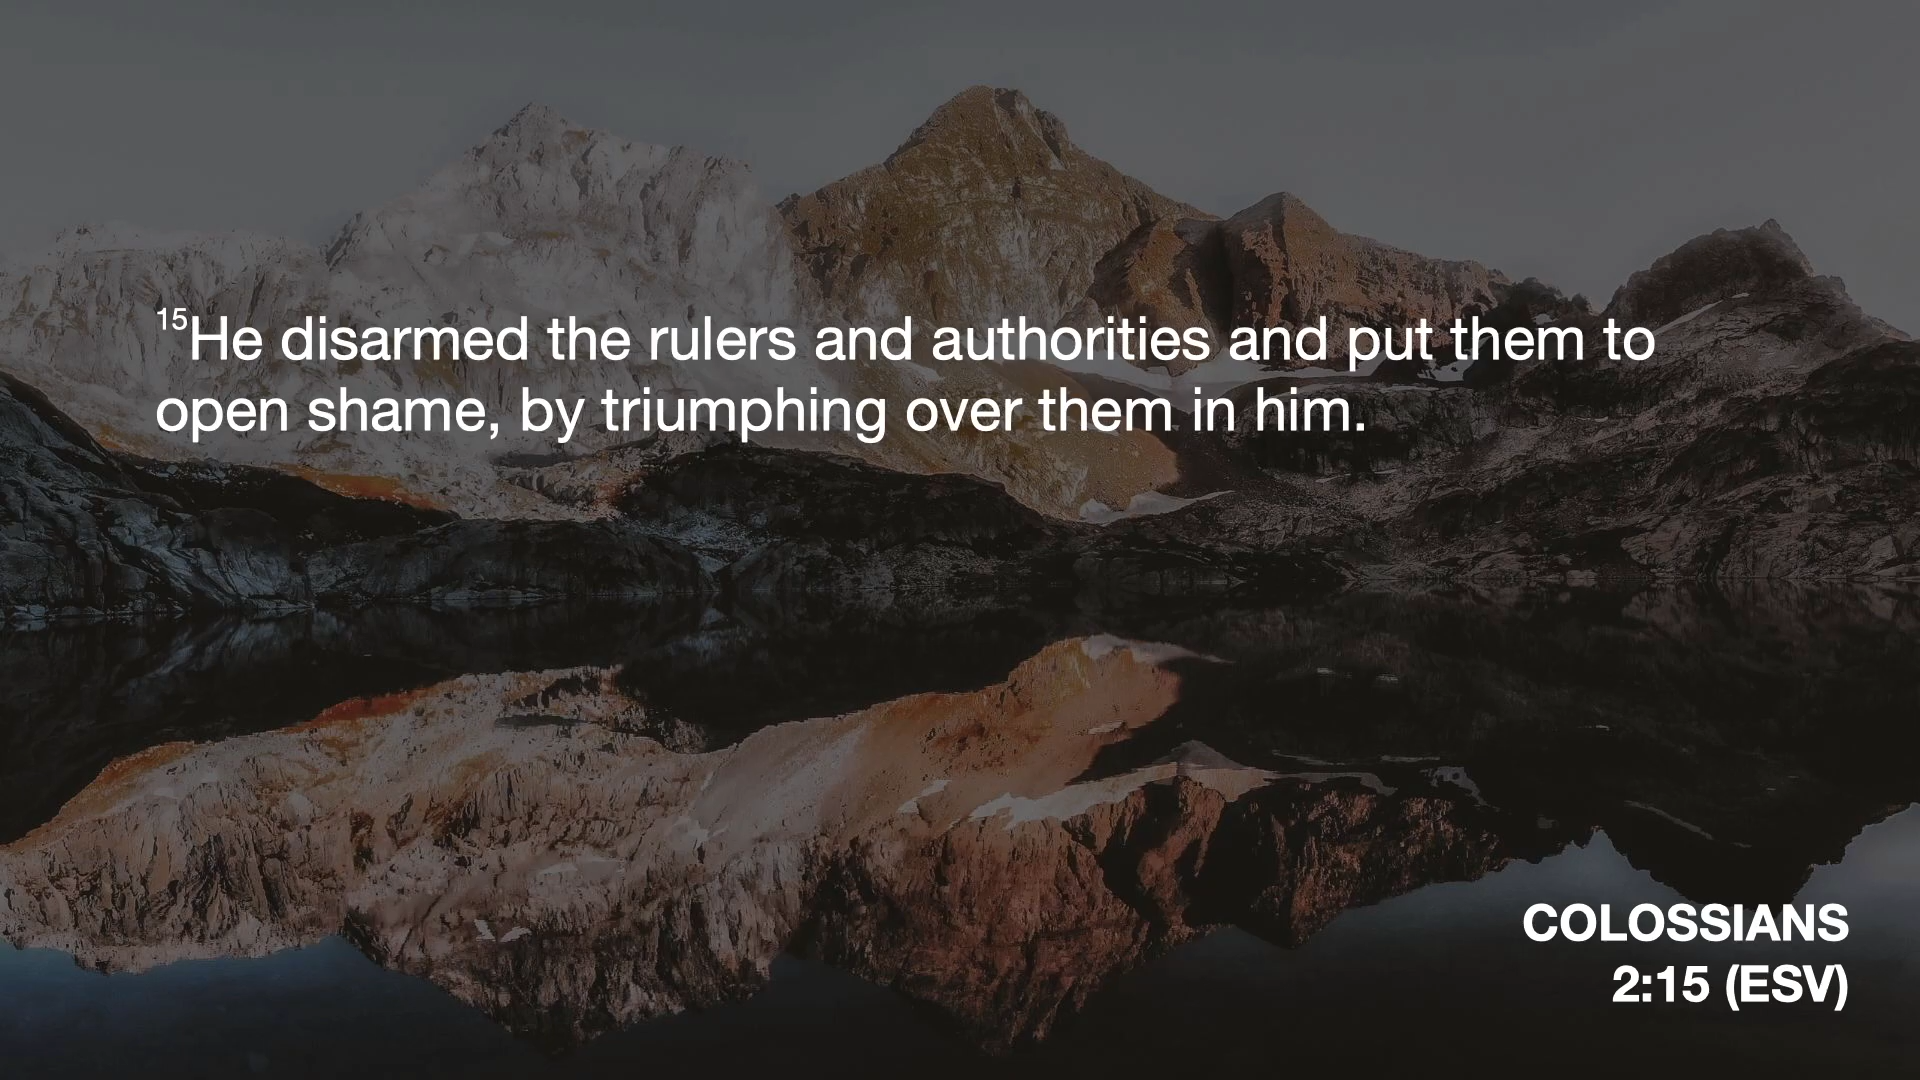 15He disarmed the rulers and authorities and put them to
open shame, by triumphing over them in him.
COLOSSIANS
2:15 (ESV)